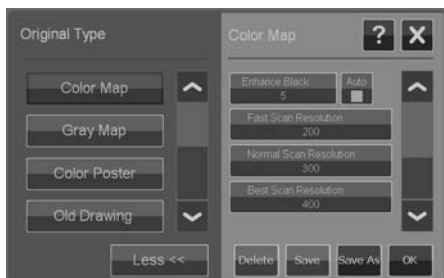 Original Type
Color Map
Gray Map
Color Poster
Old Drawing
Less <<
Color Map
?
X
Enhance Black
5
Auto
Fast Scan Resolution
200
Normal Scan Resolution
300
Best Scan Resolution
400
Delete
Save
Save As
OK